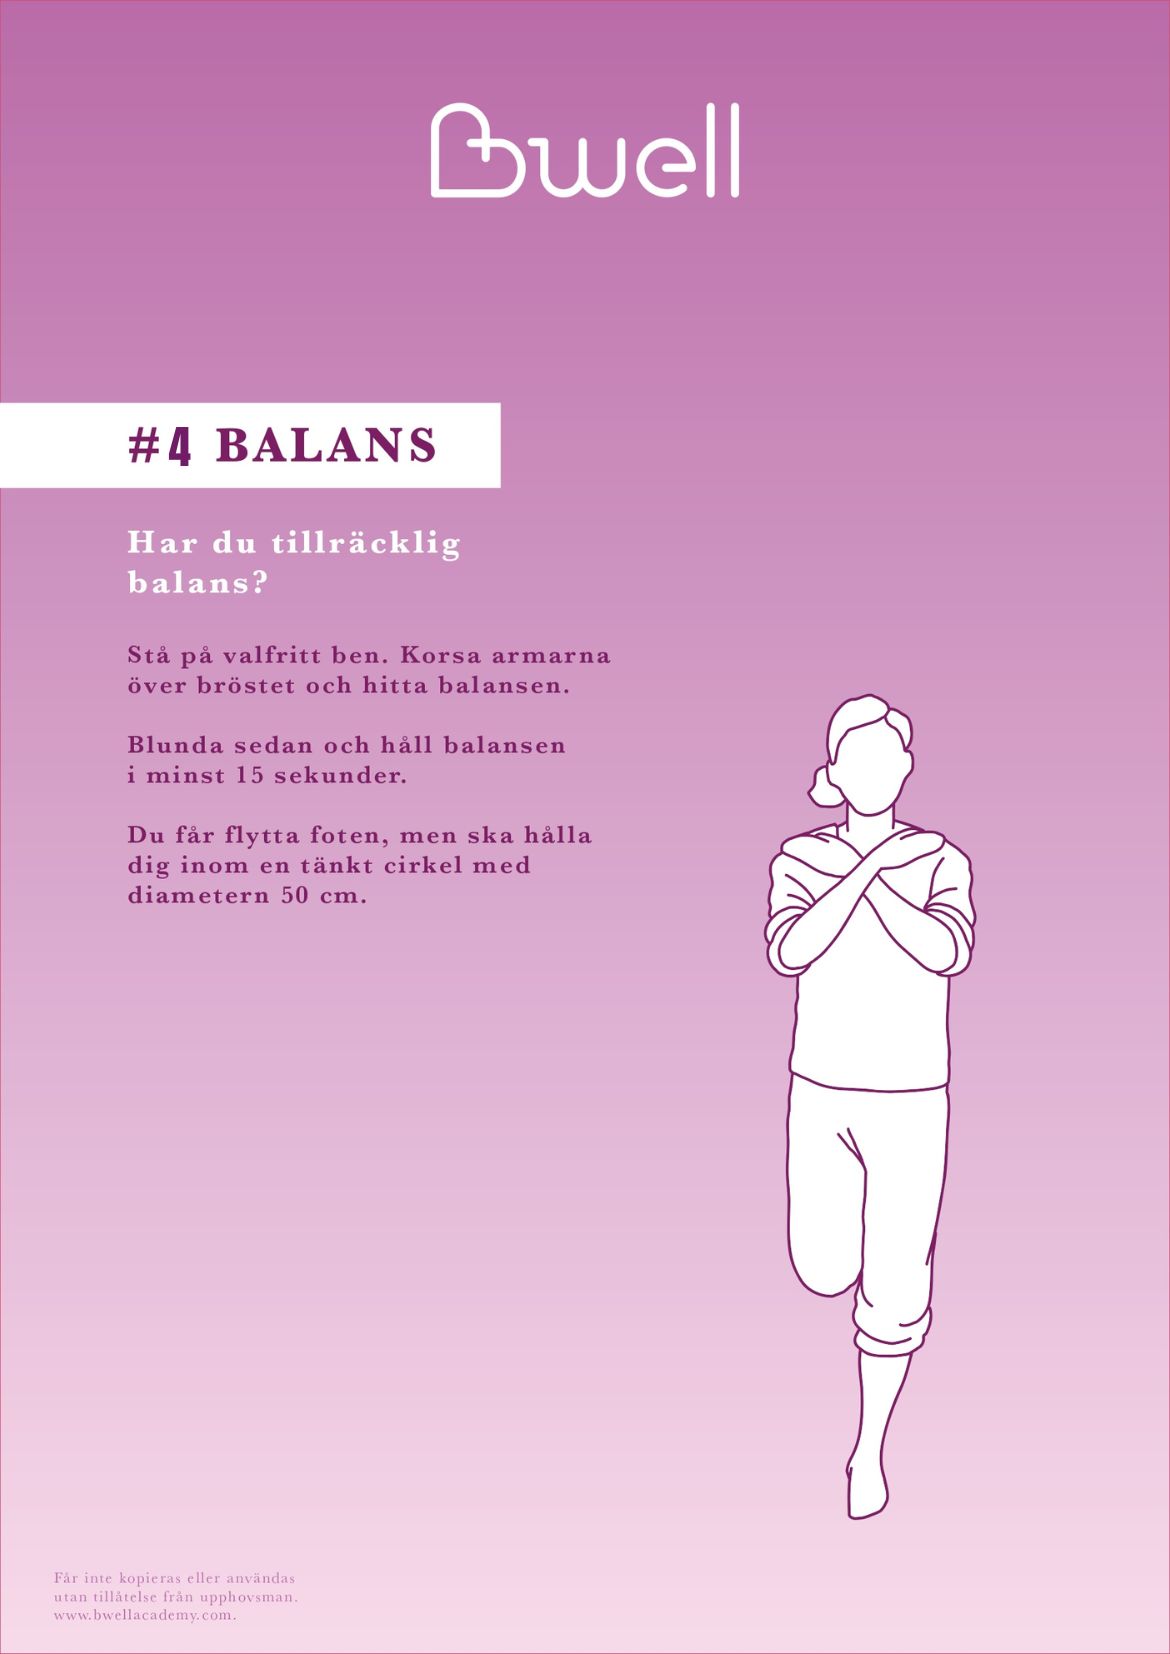 Bwell
#4 BALANS
Har du tillräcklig
balans?
Stå på valfritt ben. Korsa armarna
över bröstet och hitta balansen.
Blunda sedan och håll balansen
i minst 15 sekunder.
Du får flytta foten, men ska hålla
dig inom en tänkt cirkel med
diametern 50 cm.
Får inte kopieras eller användas
utan tillåtelse från upphovsman.
www.bwellacademy.com.